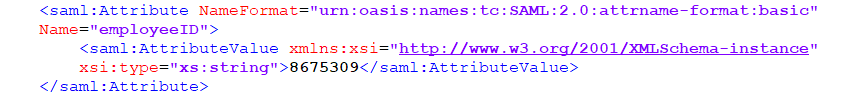 <saml:Attribute NameFormat="urn:oasis:names:tc:SAML:2.0:attrname-format:basic"
Name="employeeID">
<saml:AttributeValue xmlns:xsi="http://www.w3.org/2001/XMLSchema-instance"
xsi:type="xs:string">8675309</saml:AttributeValue>
</saml:Attribute>